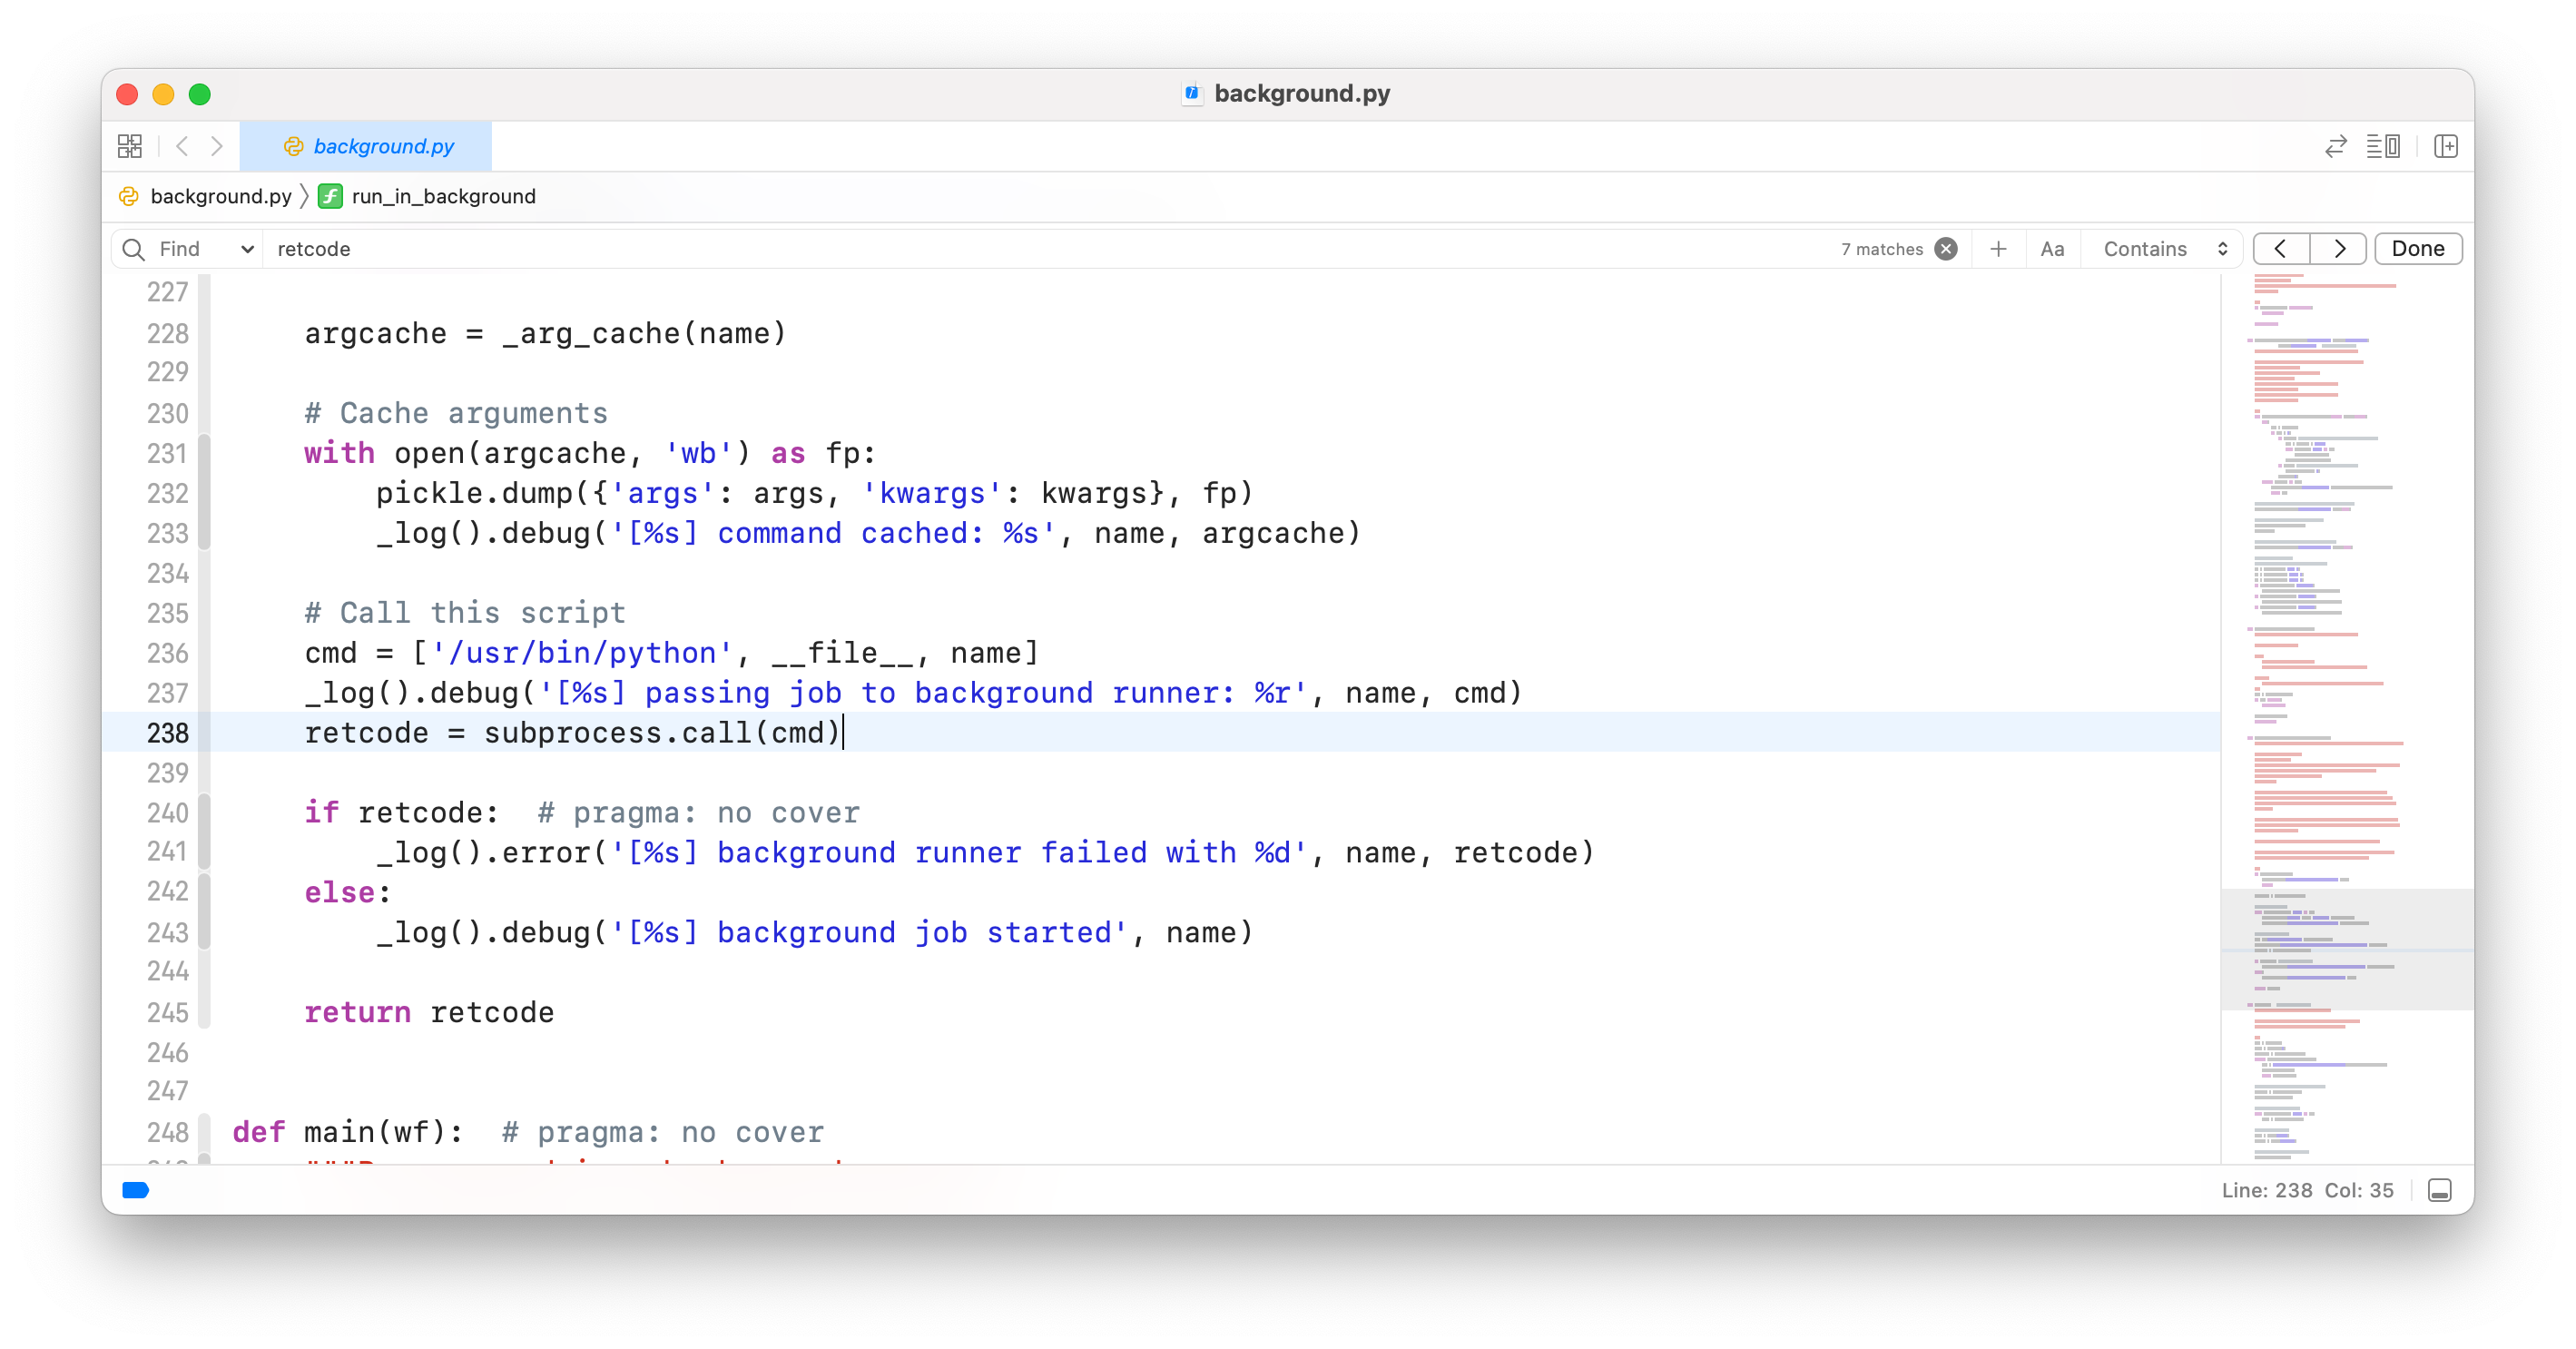 background.py
background.py
background.py run_in_background
Find retcode 7 matches Aa Contains Done
227
228     argcache = _arg_cache(name)
229
230     # Cache arguments
231     with open(argcache, 'wb') as fp:
232         pickle.dump({'args': args, 'kwargs': kwargs}, fp)
233         _log().debug('[%s] command cached: %s', name, argcache)
234
235     # Call this script
236     cmd = ['/usr/bin/python', __file__, name]
237     _log().debug('[%s] passing job to background runner: %r', name, cmd)
238     retcode = subprocess.call(cmd)
239
240     if retcode:  # pragma: no cover
241         _log().error('[%s] background runner failed with %d', name, retcode)
242     else:
243         _log().debug('[%s] background job started', name)
244
245     return retcode
246
247
248 def main(wf):  # pragma: no cover
Line: 238 Col: 35